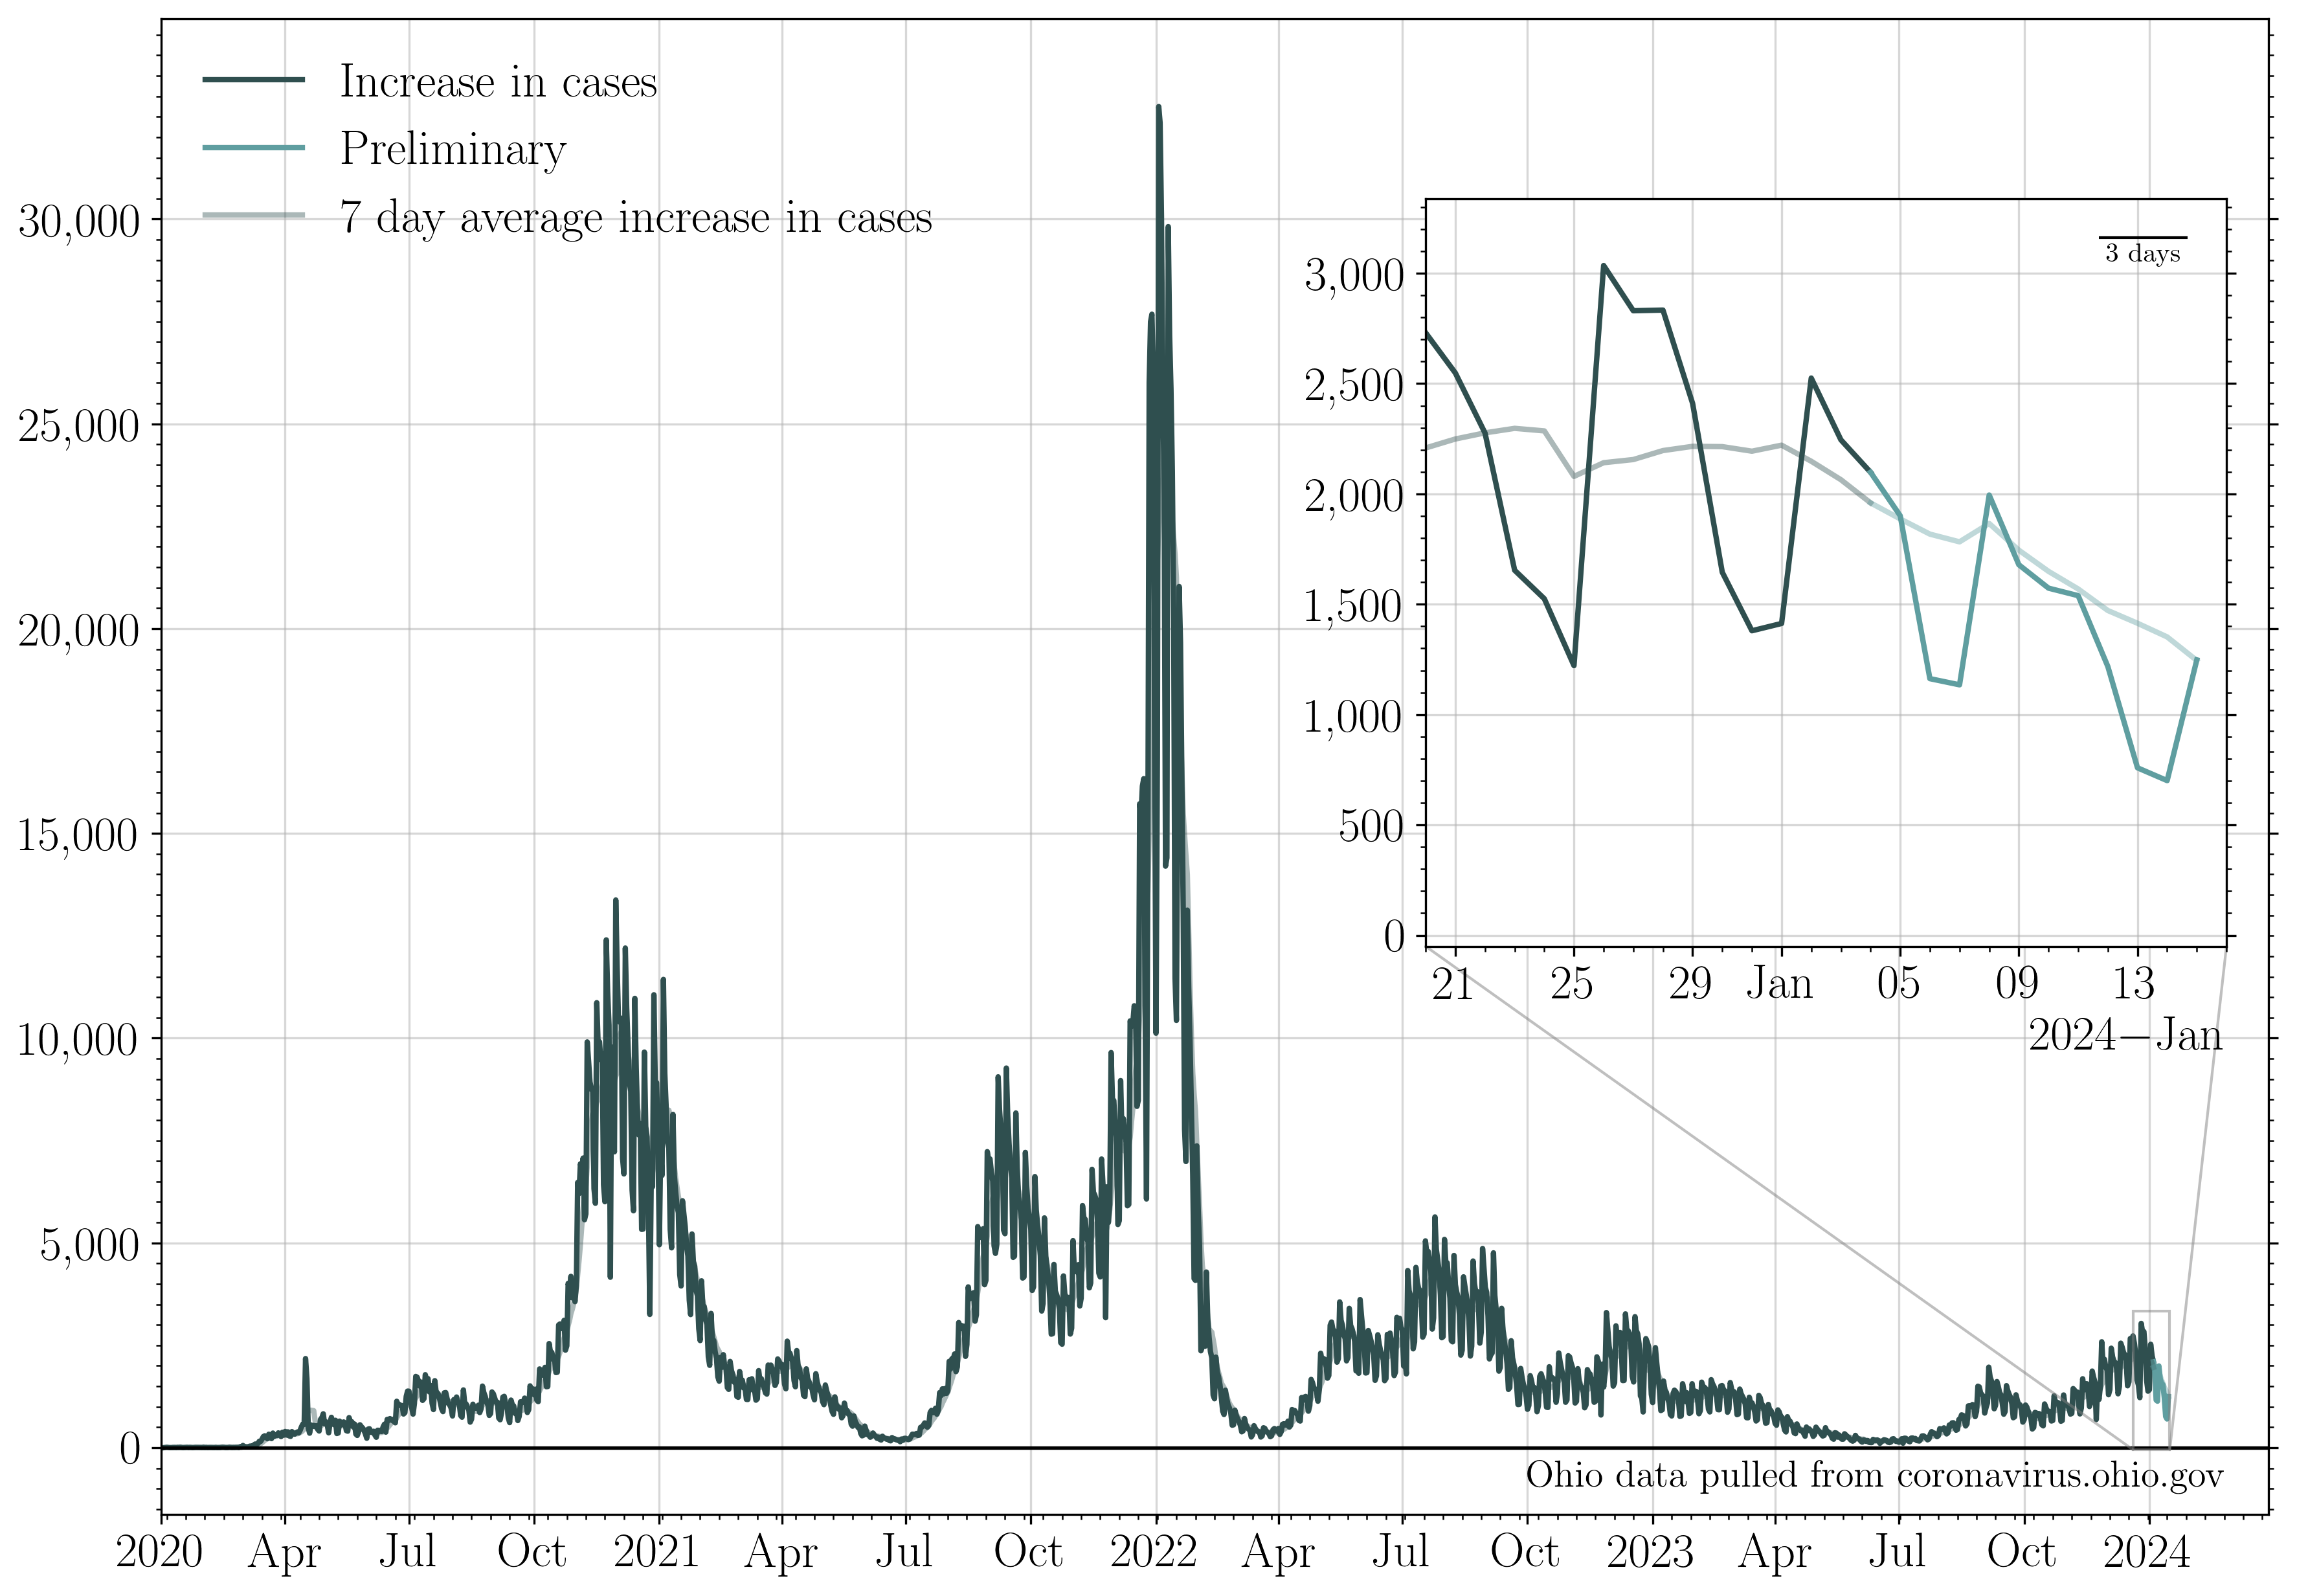 Increase in cases
Preliminary
7 day average increase in cases
30,000
25,000
20,000
15,000
10,000
5,000
0
3 days
3,000
2,500
2,000
1,500
1,000
500
0
21 25 29 Jan 05 09 13
2024–Jan
Ohio data pulled from coronavirus.ohio.gov
2020 Apr Jul Oct 2021 Apr Jul Oct 2022 Apr Jul Oct 2023 Apr Jul Oct 2024